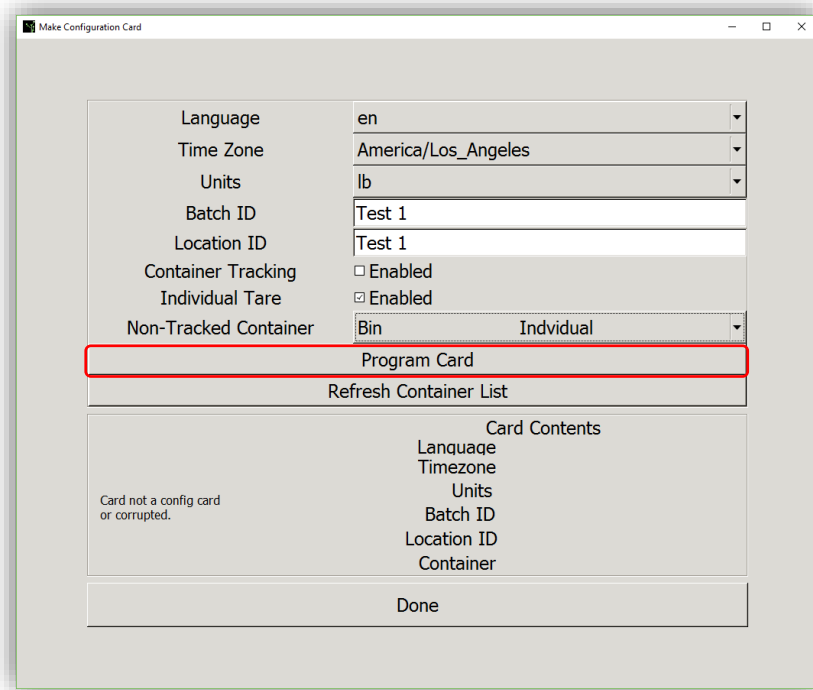 Make Configuration Card
Language en
Time Zone America/Los_Angeles
Units lb
Batch ID Test 1
Location ID Test 1
Container Tracking Enabled
Individual Tare Enabled
Non-Tracked Container Bin Indvidual
Program Card
Refresh Container List
Card Contents
Language
Timezone
Units
Card not a config card
or corrupted.
Batch ID
Location ID
Container
Done